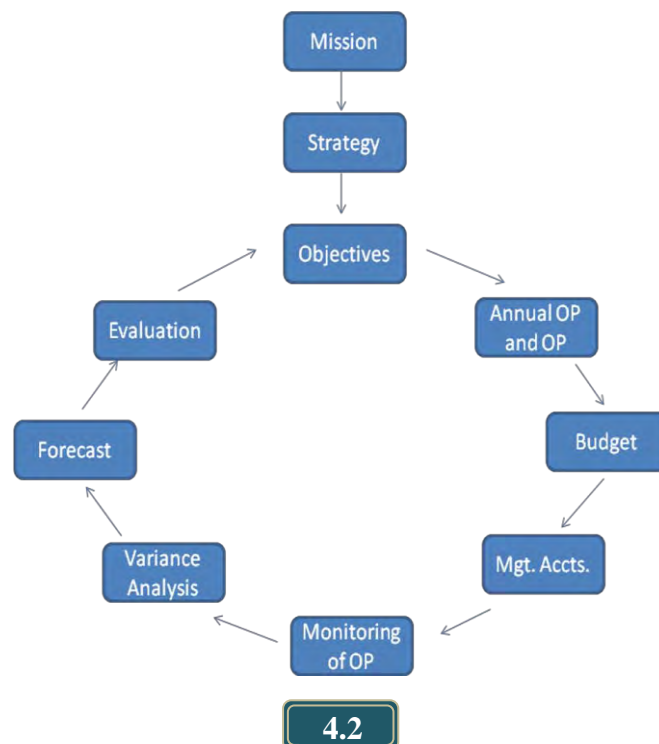 Mission
Strategy
Objectives
Annual OP
and OP
Budget
Mgt. Accts.
Monitoring
of OP
Variance
Analysis
Forecast
Evaluation
4.2